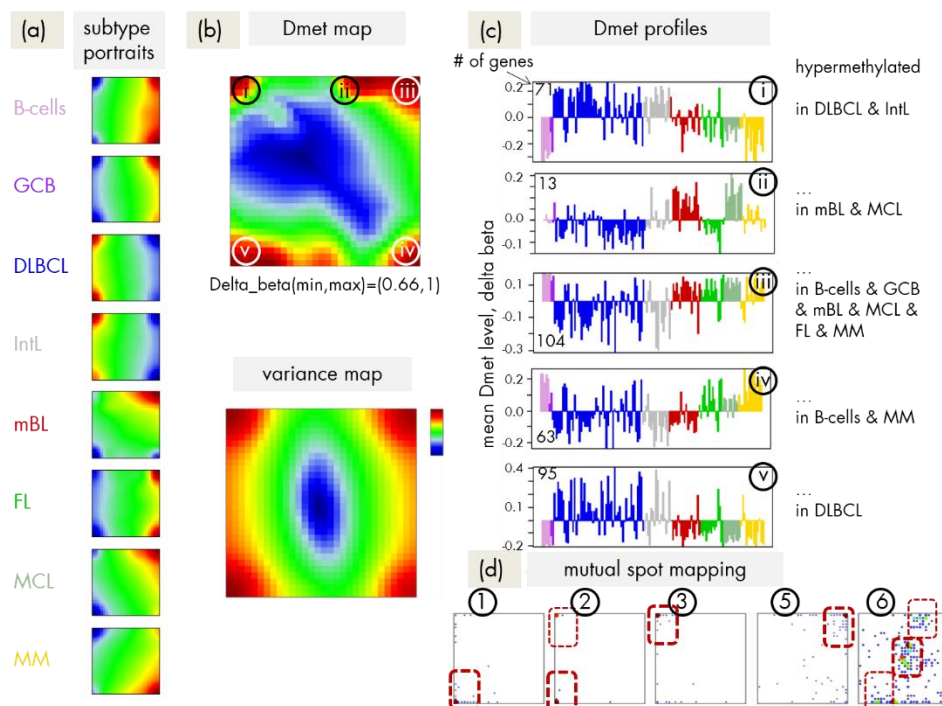 (a)
subtype
portraits
B-cells
GCB
DLBCL
IntL
mBL
FL
MCL
MM
(b)
Dmet map
i
ii
iii
v
iv
Delta_beta(min,max)=(0.66,1)
variance map
(c)
Dmet profiles
# of genes
hypermethylated
mean Dmet level, delta beta
0.2
0.0
-0.2
71
i
in DLBCL & IntL
0.2
0.0
-0.1
13
ii
...
in mBL & MCL
0.1
0.0
-0.3
104
iii
...
in B-cells & GCB
& mBL & MCL &
FL & MM
0.2
0.0
-0.2
63
iv
...
in B-cells & MM
0.4
0.0
-0.2
95
v
...
in DLBCL
(d)
mutual spot mapping
1
2
3
5
6